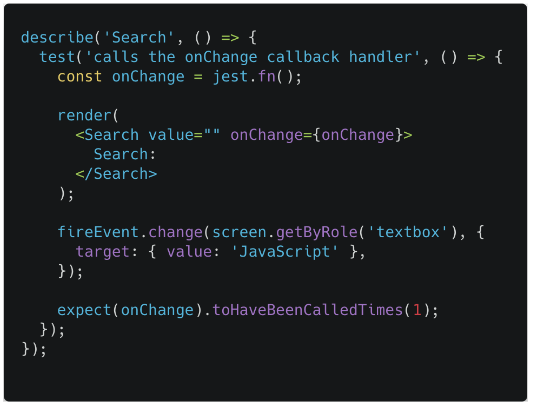 describe('Search', () => {
  test('calls the onChange callback handler', () => {
    const onChange = jest.fn();

    render(
      <Search value="" onChange={onChange}>
        Search:
      </Search>
    );

    fireEvent.change(screen.getByRole('textbox'), {
      target: { value: 'JavaScript' },
    });

    expect(onChange).toHaveBeenCalledTimes(1);
  });
});